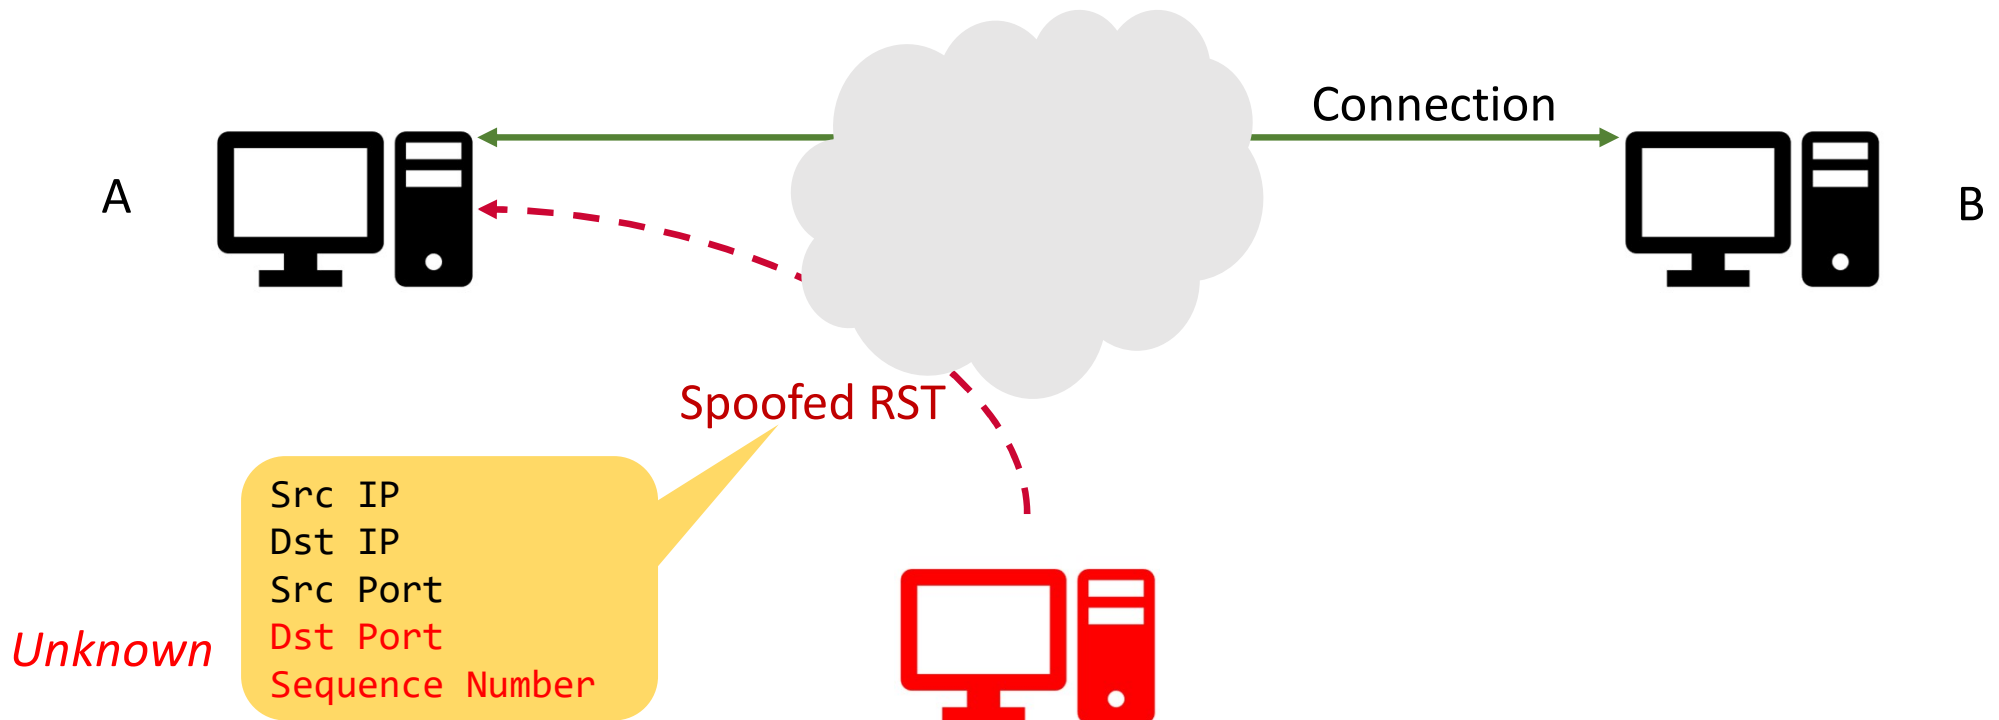 Connection
A
B
Spoofed RST
Src IP
Dst IP
Src Port
Dst Port
Unknown
Sequence Number